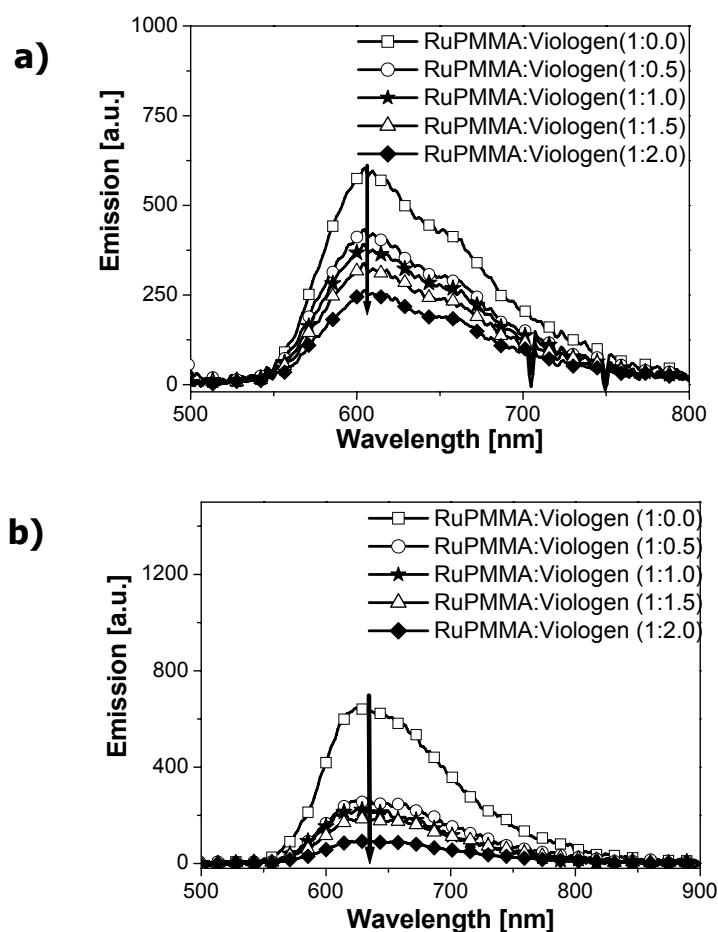 a)
1000
750
500
250
0
Emission [a.u.]
RuPMMA:Viologen(1:0.0)
RuPMMA:Viologen(1:0.5)
RuPMMA:Viologen(1:1.0)
RuPMMA:Viologen(1:1.5)
RuPMMA:Viologen(1:2.0)
500 600 700 800
Wavelength [nm]
b)
1200
800
400
0
Emission [a.u.]
RuPMMA:Viologen (1:0.0)
RuPMMA:Viologen (1:0.5)
RuPMMA:Viologen (1:1.0)
RuPMMA:Viologen (1:1.5)
RuPMMA:Viologen (1:2.0)
500 600 700 800 900
Wavelength [nm]